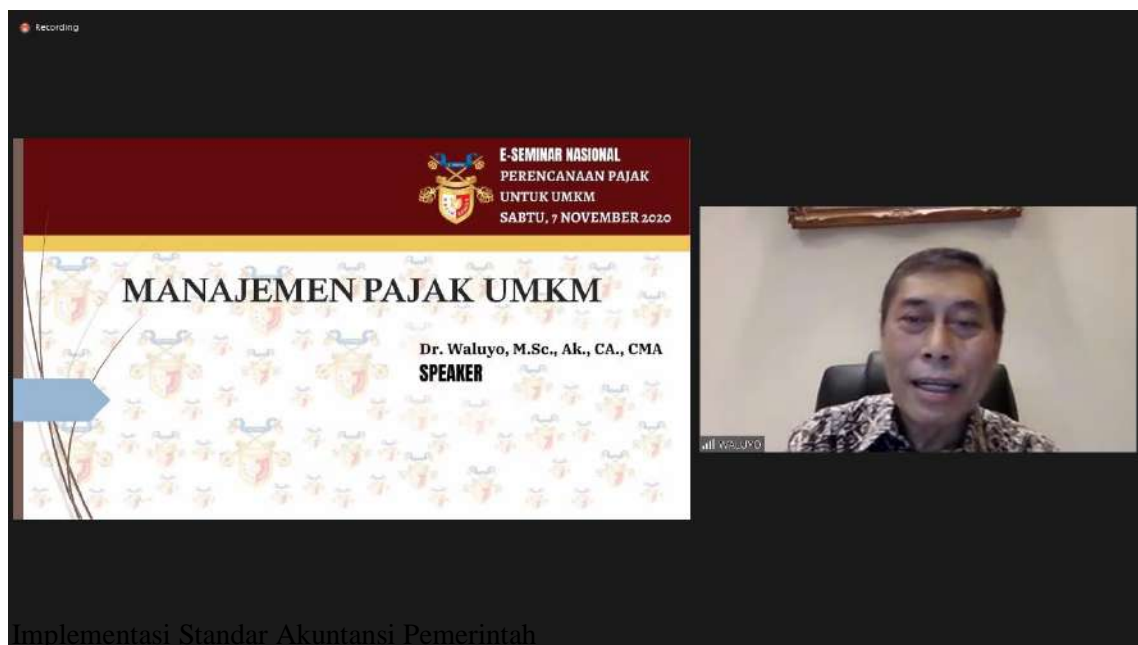 Recording
E-SEMINAR NASIONAL
PERENCANAAN PAJAK
UNTUK UMKM
SABTU, 7 NOVEMBER 2020
MANAJEMEN PAJAK UMKM
Dr. Waluyo, M.Sc., Ak., CA., CMA
SPEAKER
WALUYO
Implementasi Standar Akuntansi Pemerintah